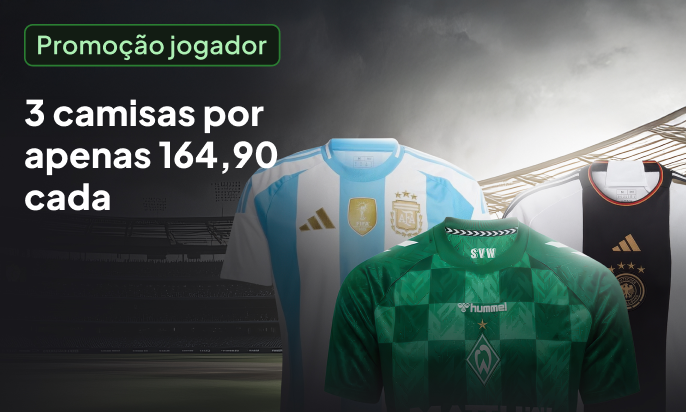 Promoção jogador
3 camisas por
apenas 164,90
cada
SVW
hummel